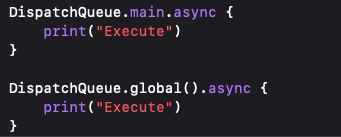 DispatchQueue.main.async {
    print("Execute")
}

DispatchQueue.global().async {
    print("Execute")
}